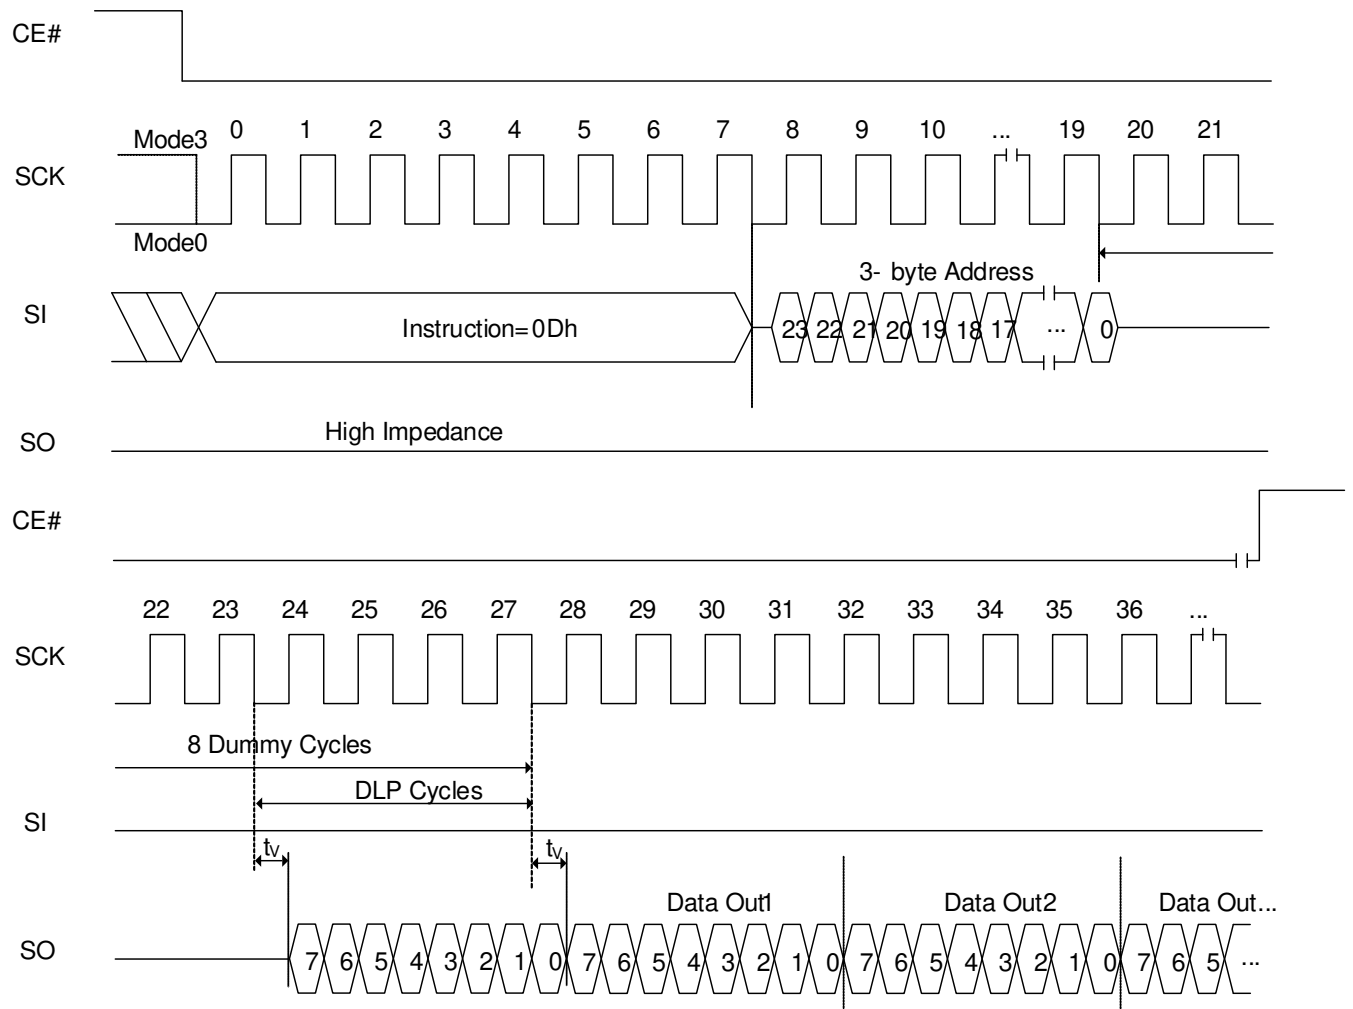 CE#
0 1 2 3 4 5 6 7 8 9 10 ... 19 20 21
Mode3
SCK
Mode0
3- byte Address
SI
Instruction=0Dh
23 22 21 20 19 18 17 ... 0
High Impedance
SO
CE#
22 23 24 25 26 27 28 29 30 31 32 33 34 35 36 ...
SCK
8 Dummy Cycles
DLP Cycles
SI
tv tv
Data Out1 Data Out2 Data Out...
SO
7 6 5 4 3 2 1 0 7 6 5 4 3 2 1 0 7 6 5 4 3 2 1 0 7 6 5 ...